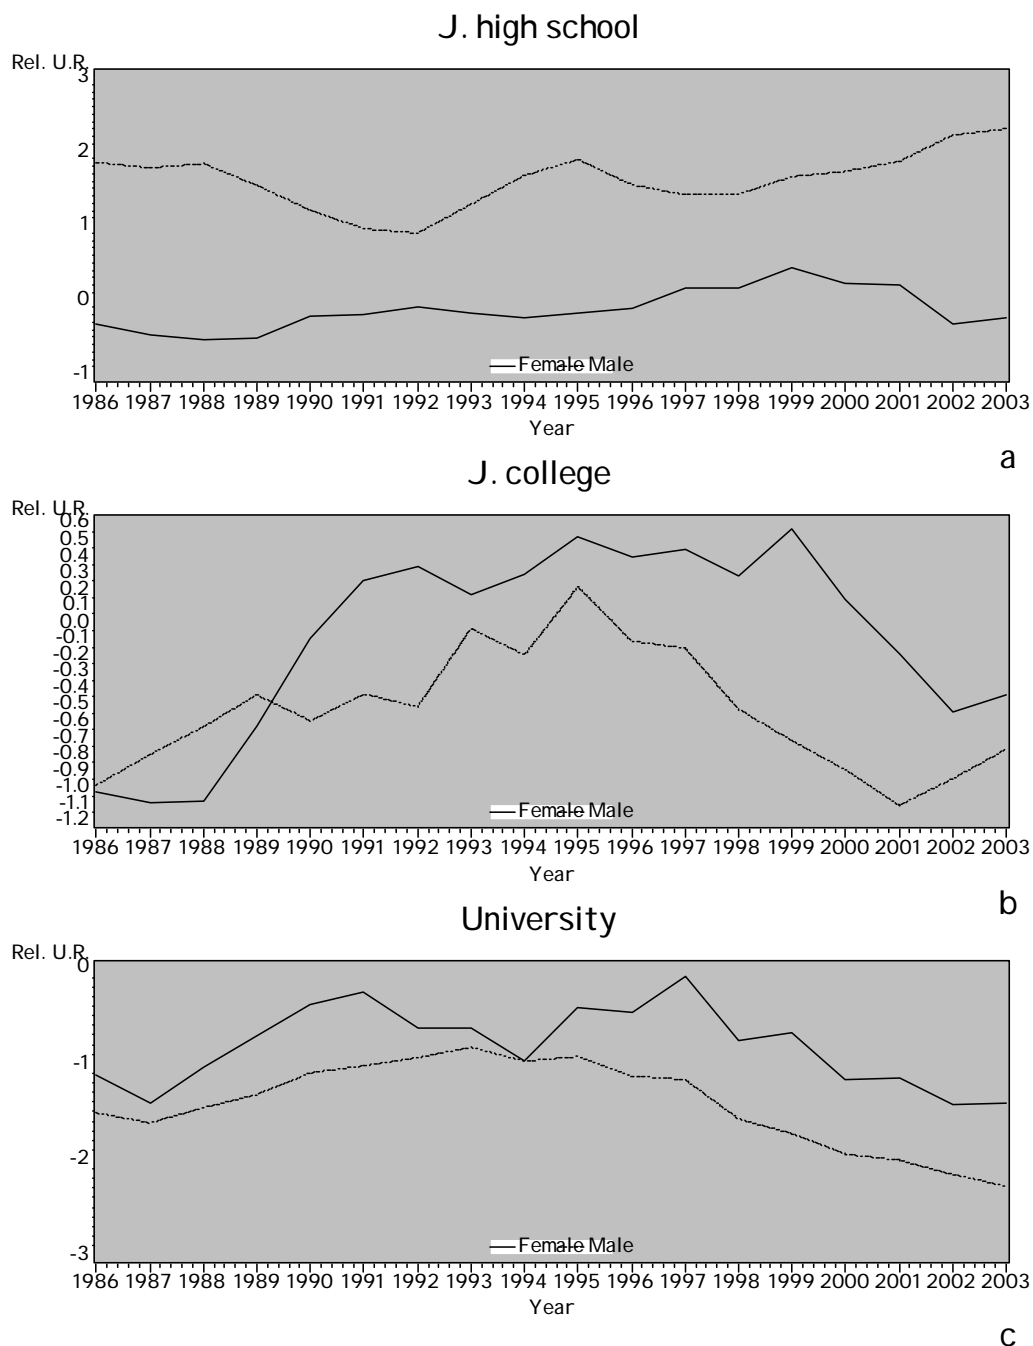 J. high school
Rel. U.R.
3
2
1
0
-1
Female Male
1986 1987 1988 1989 1990 1991 1992 1993 1994 1995 1996 1997 1998 1999 2000 2001 2002 2003
Year
a
J. college
Rel. U.R.
0.6
0.5
0.4
0.3
0.2
0.1
0.0
-0.1
-0.2
-0.3
-0.4
-0.5
-0.6
-0.7
-0.8
-0.9
-1.0
-1.1
-1.2
Female Male
1986 1987 1988 1989 1990 1991 1992 1993 1994 1995 1996 1997 1998 1999 2000 2001 2002 2003
Year
b
University
Rel. U.R.
0
-1
-2
-3
Female Male
1986 1987 1988 1989 1990 1991 1992 1993 1994 1995 1996 1997 1998 1999 2000 2001 2002 2003
Year
c